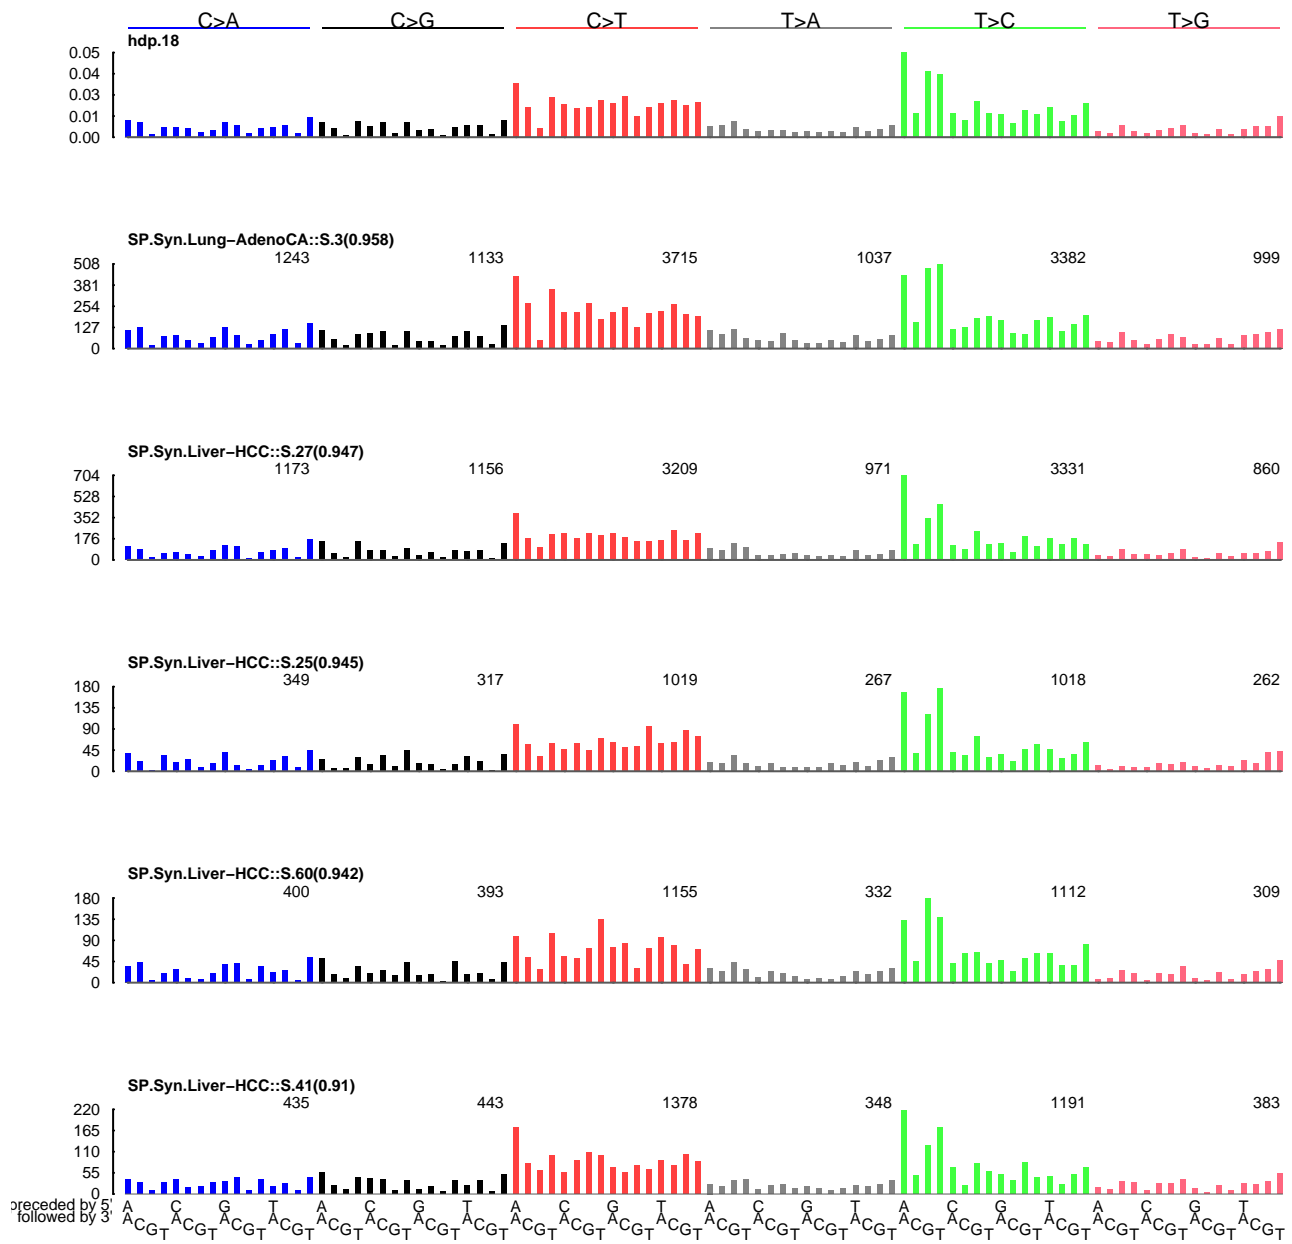 C>A C>G C>T T>A T>C T>G
hdp.18
0.05
0.04
0.03
0.01
0.00
SP.Syn.Lung−AdenoCA::S.3(0.958)
1243 1133 3715 1037 3382 999
508
381
254
127
0
SP.Syn.Liver−HCC::S.27(0.947)
1173 1156 3209 971 3331 860
704
528
352
176
0
SP.Syn.Liver−HCC::S.25(0.945)
349 317 1019 267 1018 262
180
135
90
45
0
SP.Syn.Liver−HCC::S.60(0.942)
400 393 1155 332 1112 309
180
135
90
45
0
SP.Syn.Liver−HCC::S.41(0.91)
435 443 1378 348 1191 383
220
165
110
55
0
preceded by 5' A C G T A C G T A C G T A C G T A C G T A C G T
followed by 3' A C G T A C G T A C G T A C G T A C G T A C G T A C G T A C G T A C G T A C G T A C G T A C G T A C G T A C G T A C G T A C G T A C G T A C G T A C G T A C G T A C G T A C G T A C G T A C G T